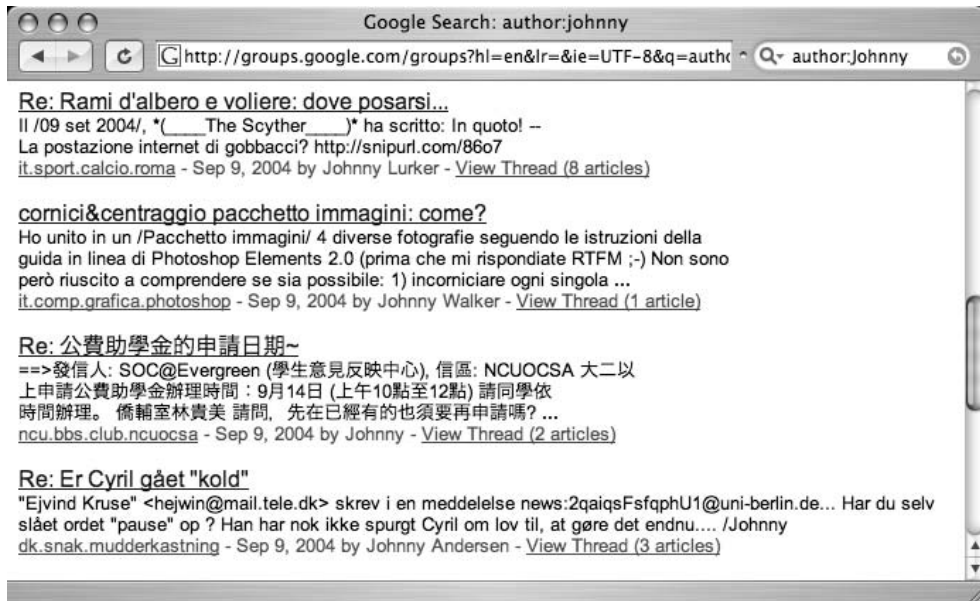 Google Search: author:johnny
http://groups.google.com/groups?hl=en&lr=&ie=UTF-8&q=autho
author:Johnny
Re: Rami d'albero e voliere: dove posarsi...
Il /09 set 2004/, *(____The Scyther____)* ha scritto: In quoto! --
La postazione internet di gobbacci? http://snipurl.com/86o7
it.sport.calcio.roma - Sep 9, 2004 by Johnny Lurker - View Thread (8 articles)
cornici&centraggio pacchetto immagini: come?
Ho unito in un /Pacchetto immagini/ 4 diverse fotografie seguendo le istruzioni della
guida in linea di Photoshop Elements 2.0 (prima che mi rispondiate RTFM ;-) Non sono
però riuscito a comprendere se sia possibile: 1) incorniciare ogni singola ...
it.comp.grafica.photoshop - Sep 9, 2004 by Johnny Walker - View Thread (1 article)
Re: 公費助學金的申請日期~
==>發信人: SOC@Evergreen (學生意見反映中心), 信區: NCUOCSA 大二以
上申請公費助學金辦理時間：9月14日 (上午10點至12點) 請同學依
時間辦理。 僑輔室林貴美 請問，先在已經有的也須要再申請嗎? ...
ncu.bbs.club.ncuocsa - Sep 9, 2004 by Johnny - View Thread (2 articles)
Re: Er Cyril gået "kold"
"Ejvind Kruse" <hejwin@mail.tele.dk> skrev i en meddelelse news:2qaiqsFsfqphU1@uni-berlin.de... Har du selv
slået ordet "pause" op ? Han har nok ikke spurgt Cyril om lov til, at gøre det endnu.... /Johnny
dk.snak.mudderkastning - Sep 9, 2004 by Johnny Andersen - View Thread (3 articles)